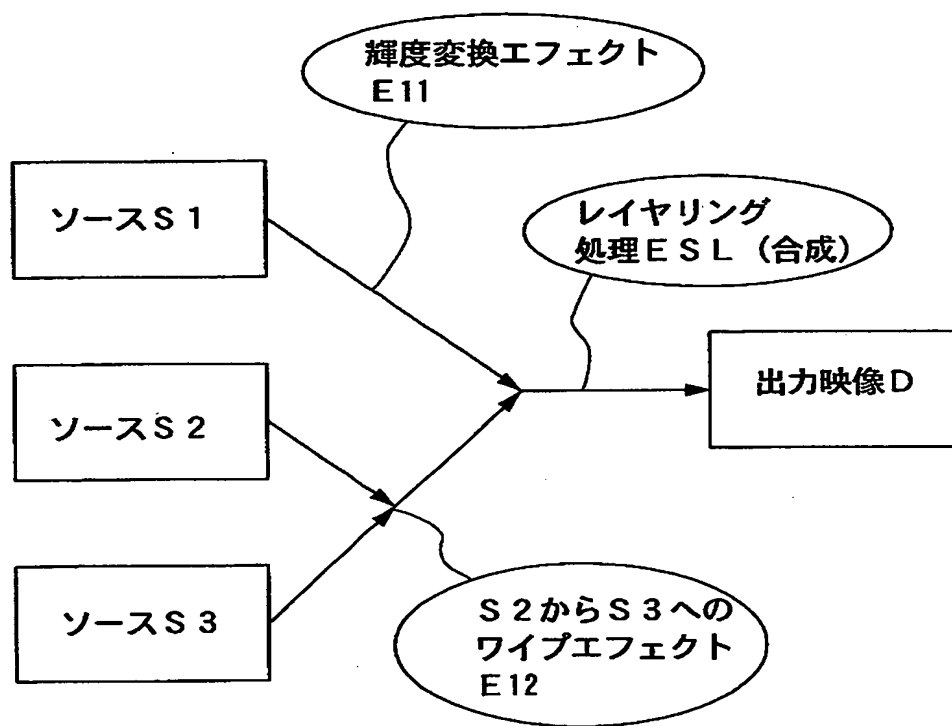 輝度変換エフェクト
E11
ソースS1
レイヤリング
処理ESL(合成)
出力映像D
ソースS2
ソースS3
S2からS3への
ワイプエフェクト
E12